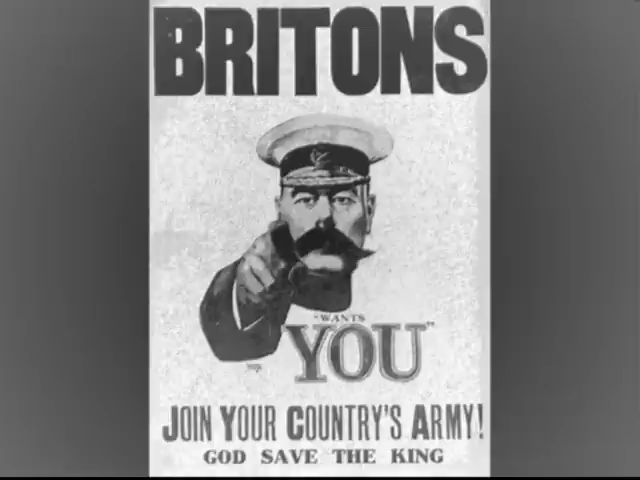 BRITONS
"WANTS
YOU"
JOIN YOUR COUNTRY'S ARMY!
GOD SAVE THE KING